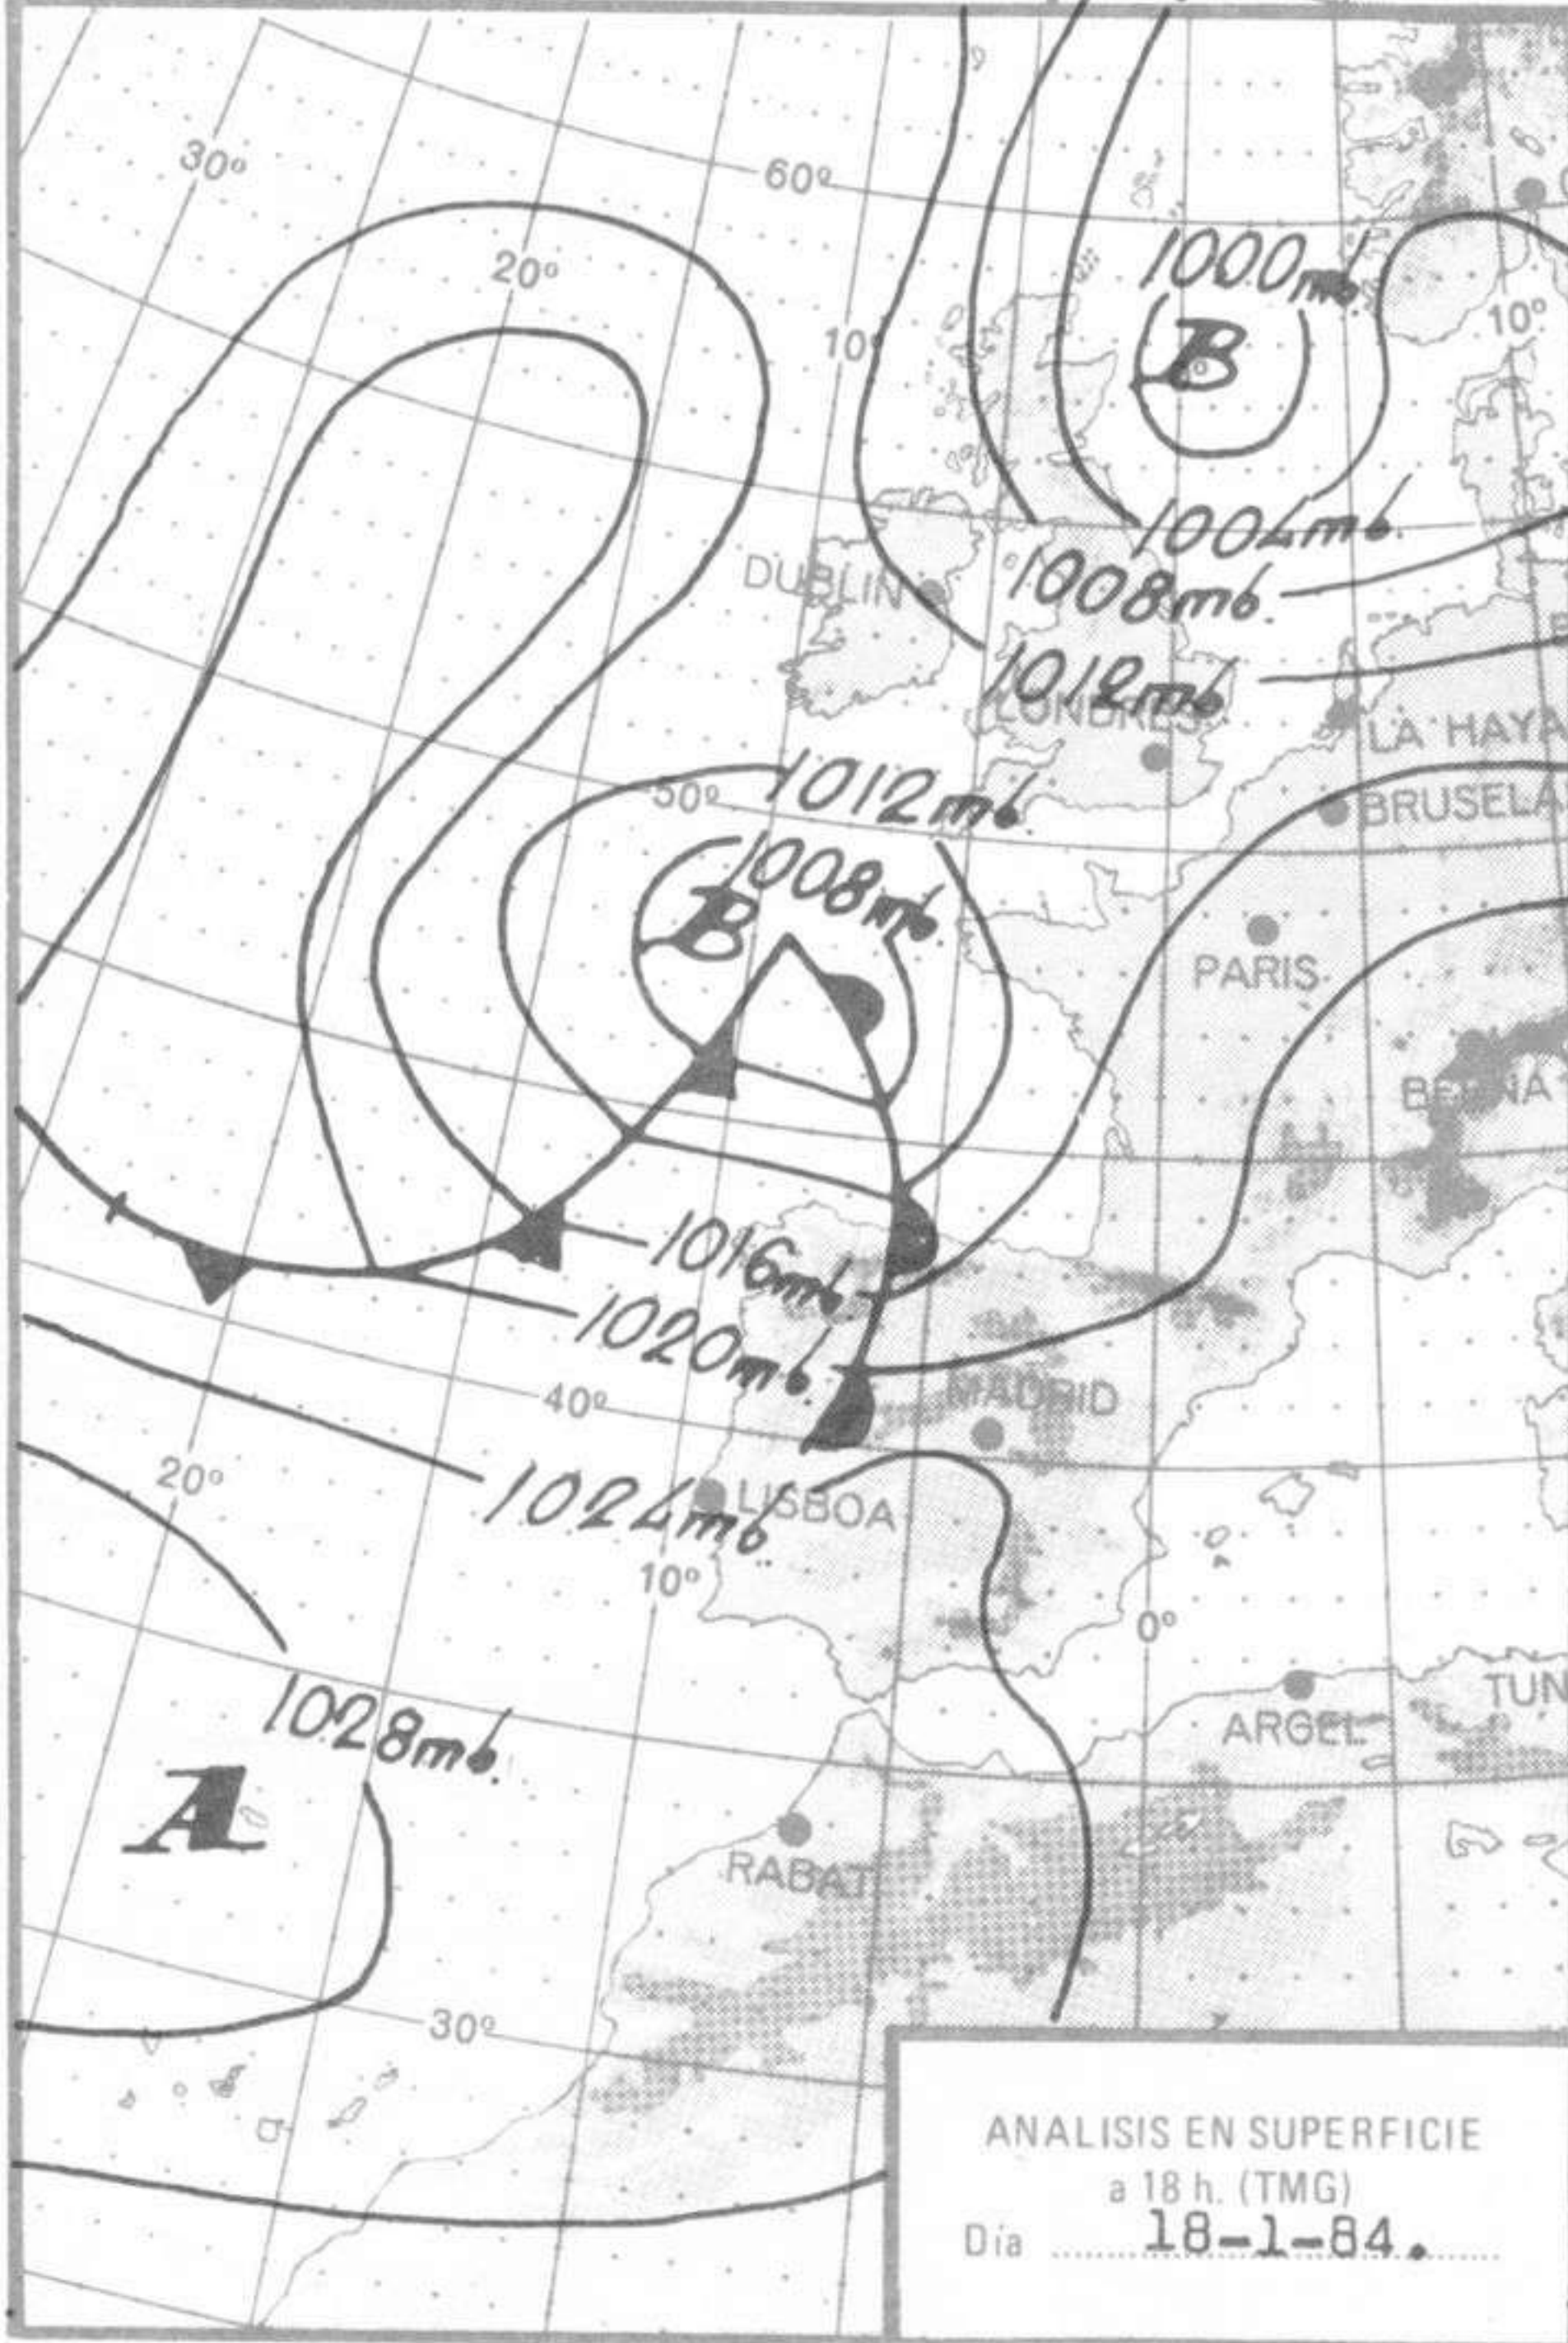 30º
60º
20º
1000mb.
B
10º
10º
1004mb.
DUBLIN
1008mb.
1012mb
LONDRES
LA HAYA
50º
1012mb.
BRUSELA
1008mb.
B
PARIS
BERNA
1016mb.
1020mb.
MADRID
40º
20º
1024mb.
LISBOA
10º
0º
1028mb.
ARGEL
TUN
A
RABAT
30º
ANALISIS EN SUPERFICIE
a 18 h. (TMG)
Día 18-1-84.